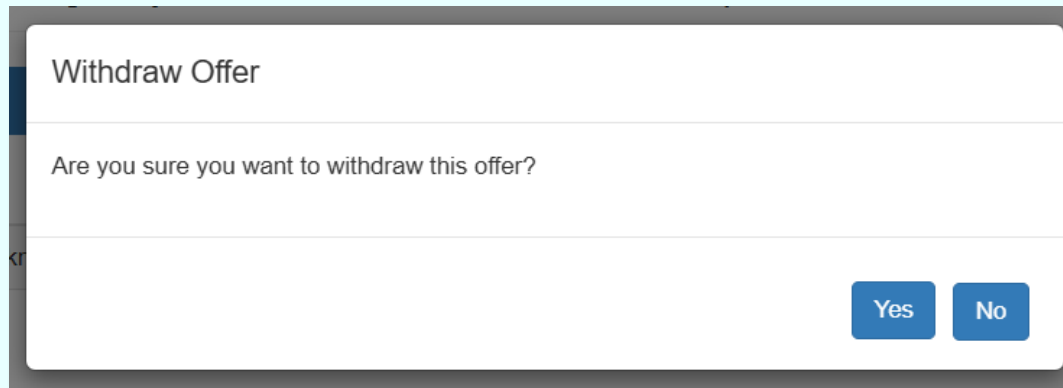 Withdraw Offer
Are you sure you want to withdraw this offer?
Yes No